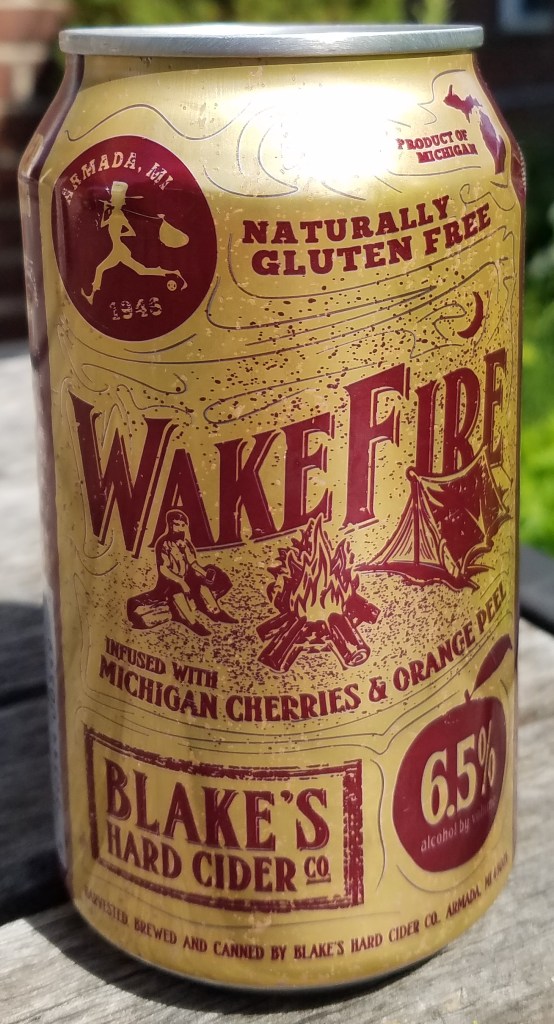 ARMADA, MI
1946
PRODUCT OF
MICHIGAN
NATURALLY
GLUTEN FREE
WAKEFIRE
INFUSED WITH
MICHIGAN CHERRIES & ORANGE PEEL
6.5%
alcohol by volume
BLAKE'S
HARD CIDER CO
HARVESTED BREWED AND CANNED BY BLAKE'S HARD CIDER CO. ARMADA, MI